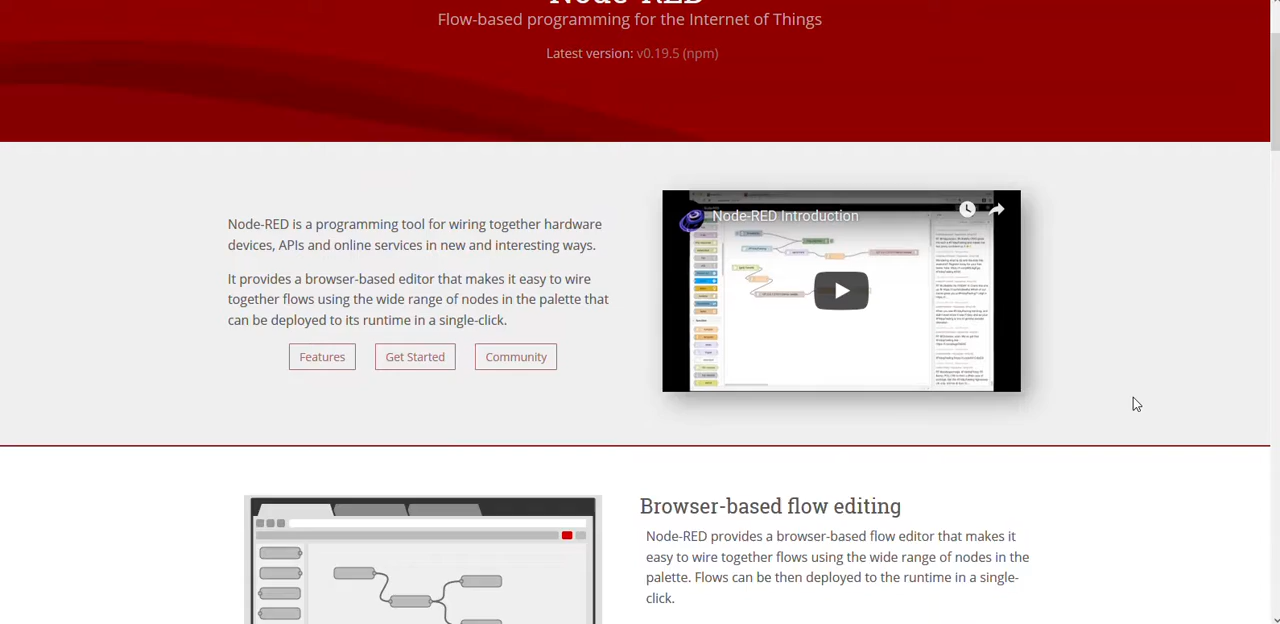 Node-RED
Flow-based programming for the Internet of Things
Latest version: v0.19.5 (npm)
Node-RED is a programming tool for wiring together hardware
devices, APIs and online services in new and interesting ways.
a browser-based editor that makes it easy to wire
together flows using the wide range of nodes in the palette that
deployed to its runtime in a single-click.
Features
Get Started
Community
Node-RED Introduction
Browser-based flow editing
Node-RED provides a browser-based flow editor that makes it
easy to wire together flows using the wide range of nodes in the
palette. Flows can be then deployed to the runtime in a single-
click.